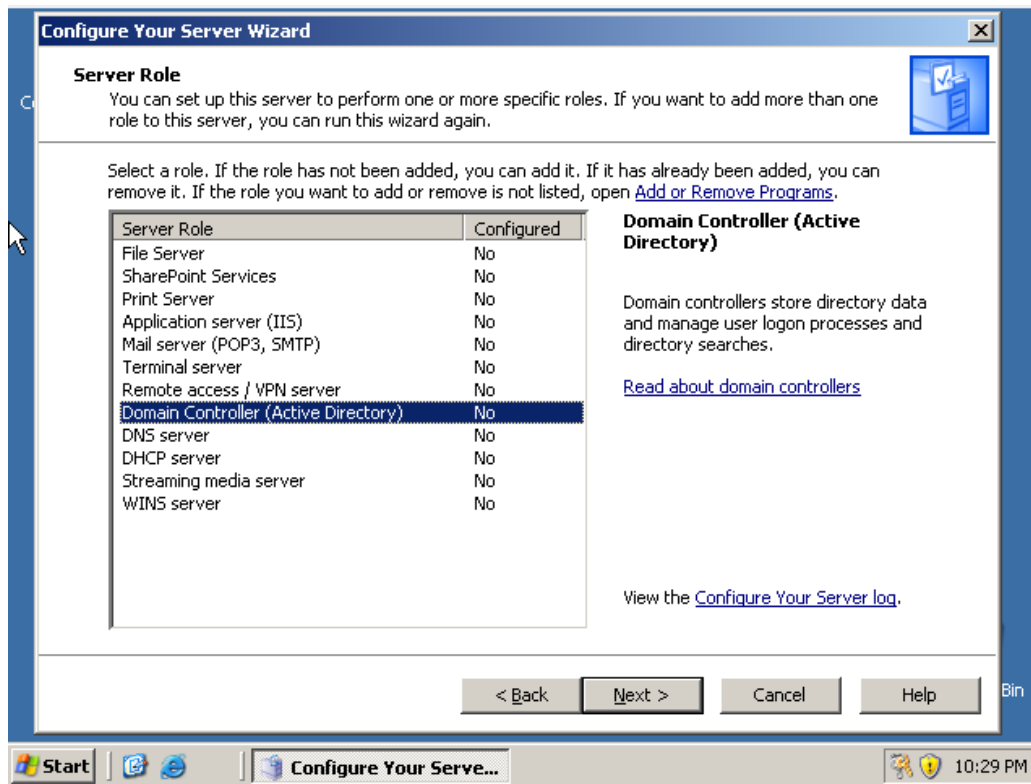 Configure Your Server Wizard
Server Role
You can set up this server to perform one or more specific roles. If you want to add more than one
role to this server, you can run this wizard again.
Select a role. If the role has not been added, you can add it. If it has already been added, you can
remove it. If the role you want to add or remove is not listed, open Add or Remove Programs.
Server Role Configured
File Server No
SharePoint Services No
Print Server No
Application server (IIS) No
Mail server (POP3, SMTP) No
Terminal server No
Remote access / VPN server No
Domain Controller (Active Directory) No
DNS server No
DHCP server No
Streaming media server No
WINS server No
Domain Controller (Active
Directory)
Domain controllers store directory data
and manage user logon processes and
directory searches.
Read about domain controllers
View the Configure Your Server log.
< Back Next > Cancel Help
Bin
Start Configure Your Serve... 10:29 PM